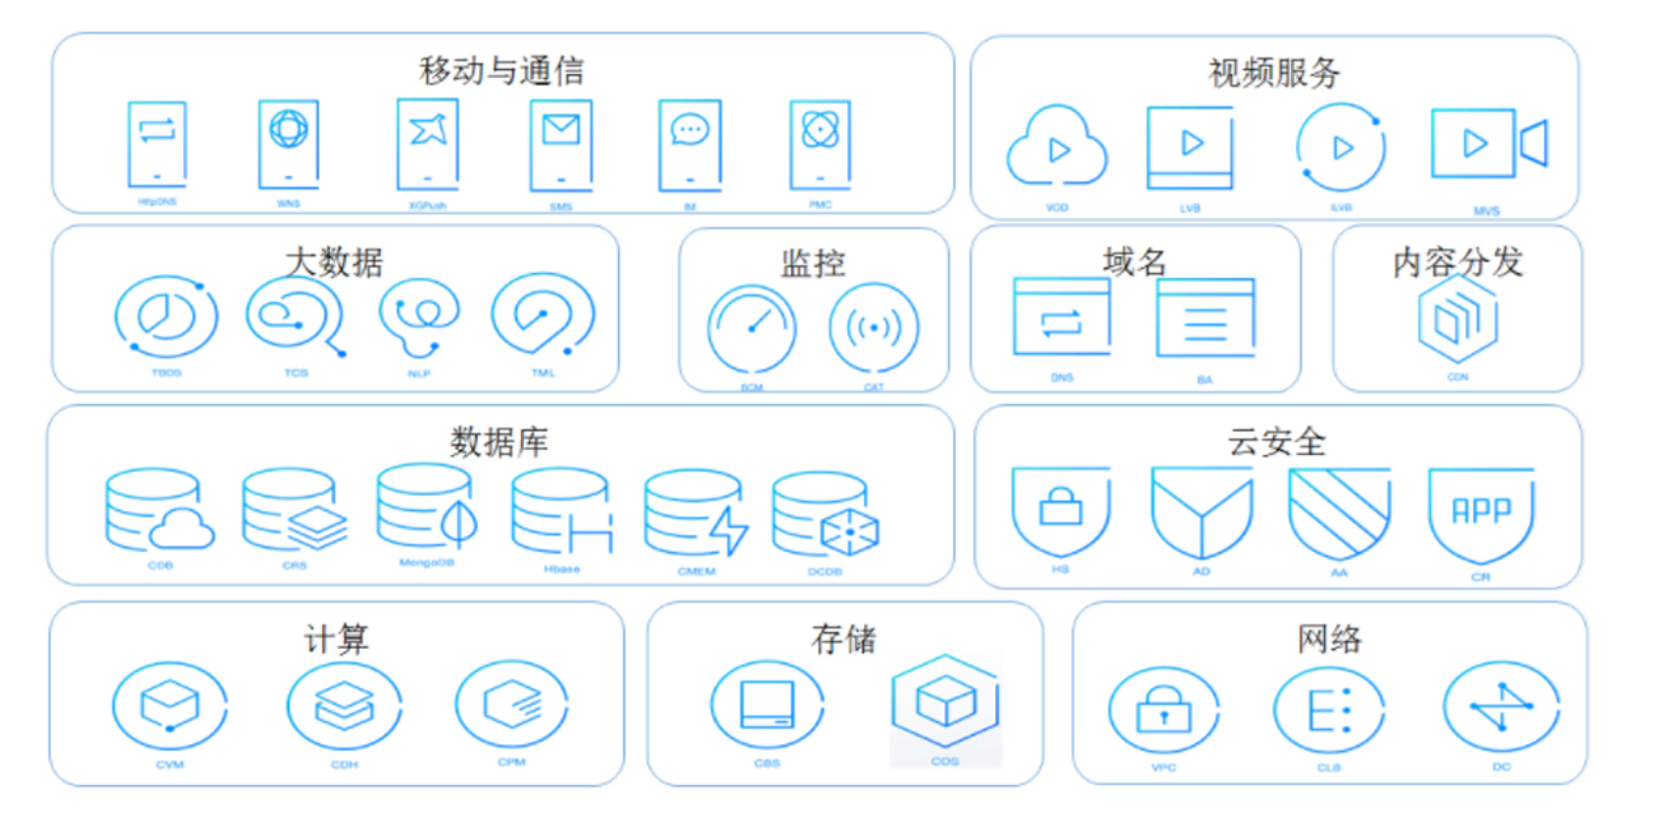 移动与通信
HttpDNS WNS XGPush SMS IM PMC
视频服务
VOD LVB ILVB MVS
大数据
TBDS TCS NLP TML
监控
BCM CAT
域名
DNS BA
内容分发
CDN
数据库
CDB CRS MongoDB Hbase CMEM DCDB
云安全
APP
HS AD AA CR
计算
CVM CDH CPM
存储
CBS COS
网络
VPC CLB DC